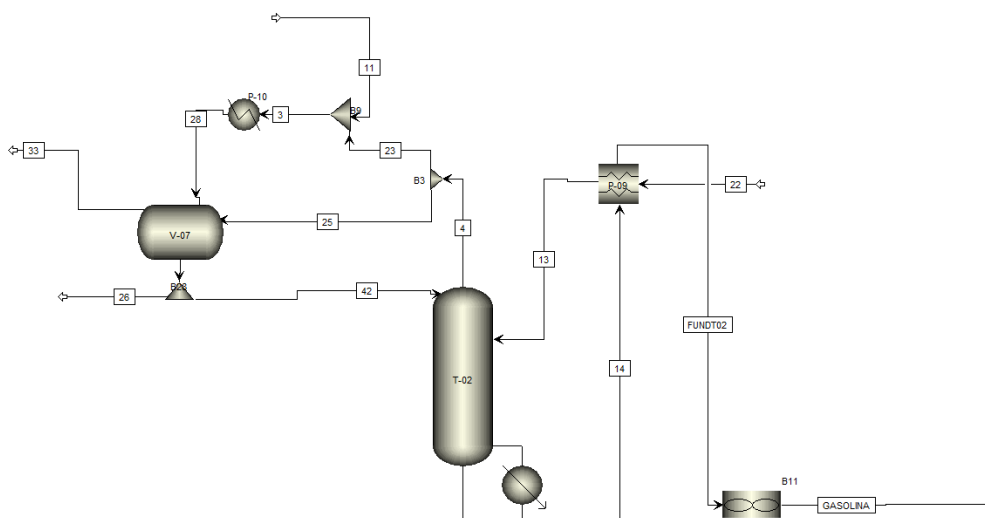 11
P-10
B9
28
3
33
23
B3
P-09
22
25
4
V-07
13
B23
26
42
FUNDT02
14
T-02
B11
GASOLINA